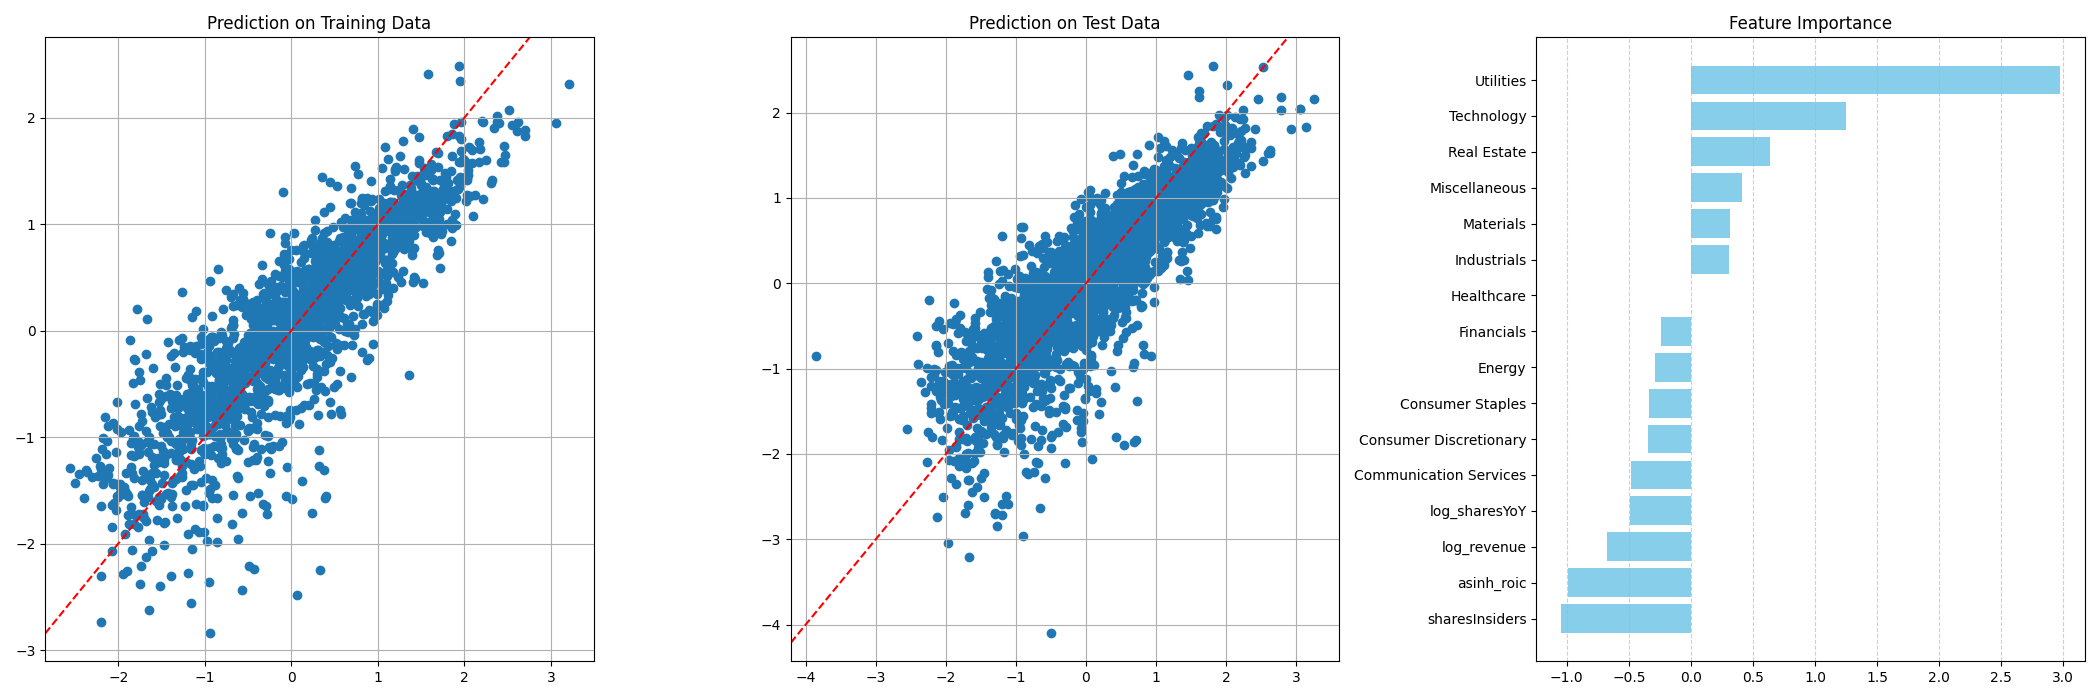 Prediction on Training Data
2
1
0
−1
−2
−3
−2 −1 0 1 2 3
Prediction on Test Data
2
1
0
−1
−2
−3
−4
−4 −3 −2 −1 0 1 2 3
Feature Importance
Utilities
Technology
Real Estate
Miscellaneous
Materials
Industrials
Healthcare
Financials
Energy
Consumer Staples
Consumer Discretionary
Communication Services
log_sharesYoY
log_revenue
asinh_roic
sharesInsiders
−1.0 −0.5 0.0 0.5 1.0 1.5 2.0 2.5 3.0